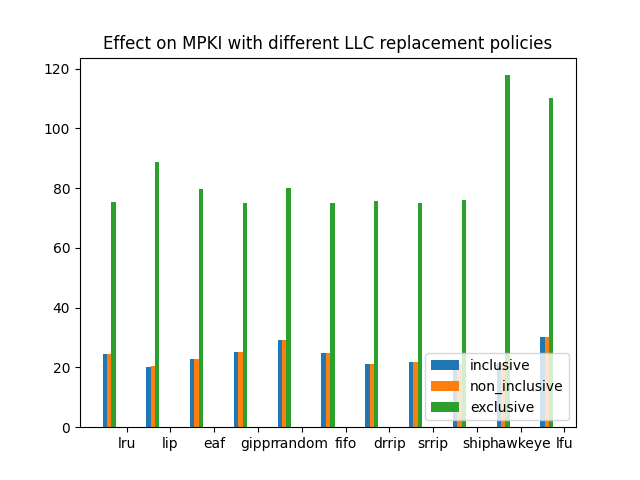 Effect on MPKI with different LLC replacement policies
120
100
80
60
40
20
0
lru lip eaf gippr random fifo drrip srrip ship hawkeye lfu
inclusive
non_inclusive
exclusive